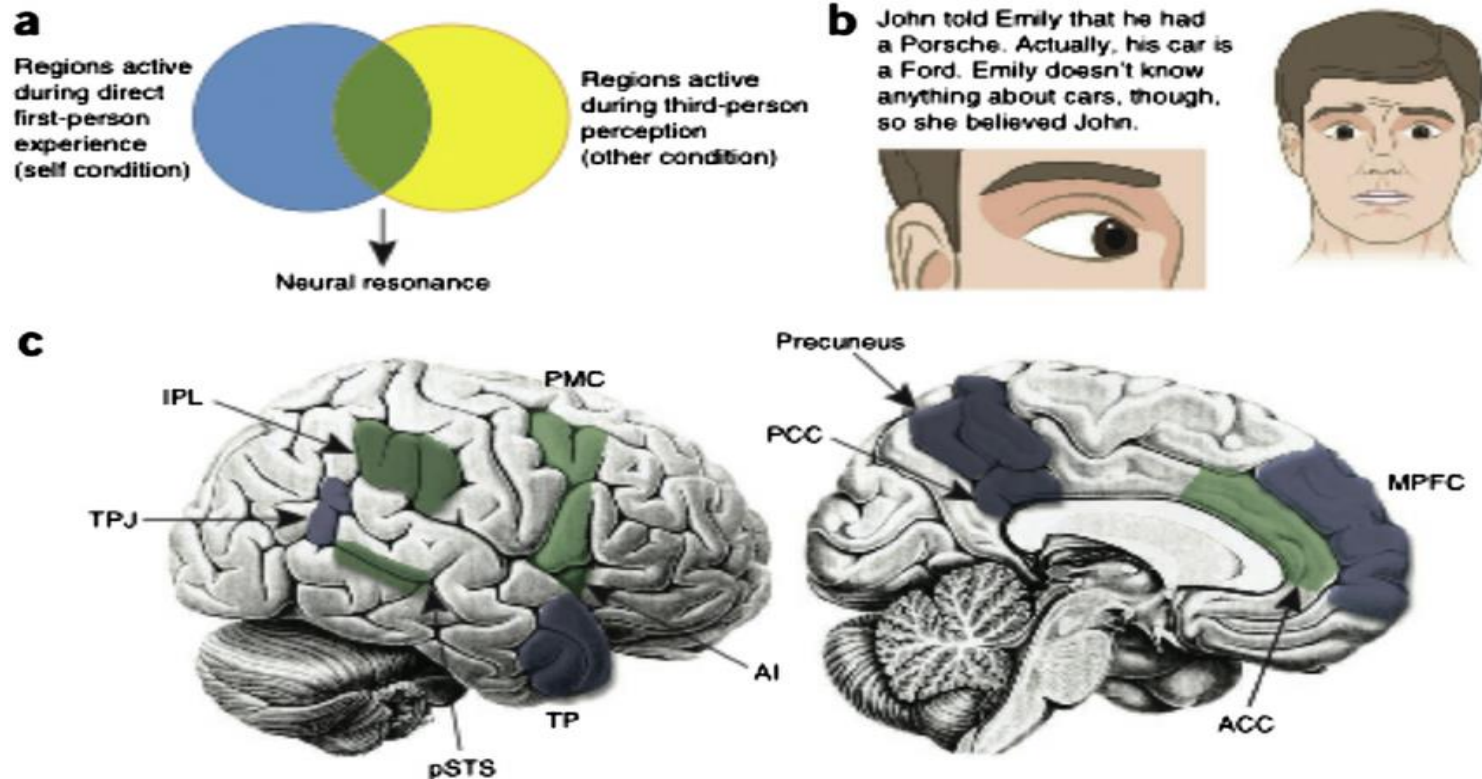 a
Regions active
during direct
first-person
experience
(self condition)
Regions active
during third-person
perception
(other condition)
Neural resonance
b
John told Emily that he had
a Porsche. Actually, his car is
a Ford. Emily doesn't know
anything about cars, though,
so she believed John.
c
IPL
PMC
TPJ
AI
TP
pSTS
Precuneus
PCC
MPFC
ACC